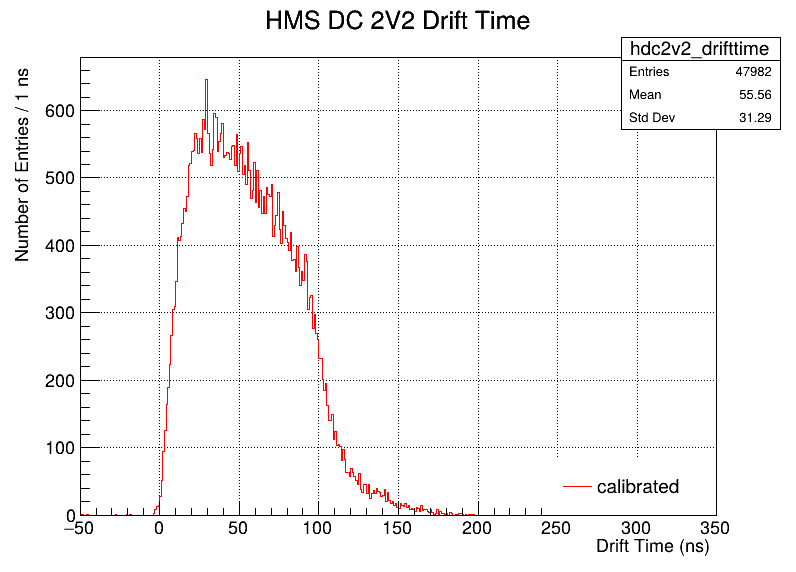 HMS DC 2V2 Drift Time
hdc2v2_drifttime
Entries 47982
Mean 55.56
Std Dev 31.29
Number of Entries / 1 ns
600
500
400
300
200
100
0
−50 0 50 100 150 200 250 300 350
Drift Time (ns)
calibrated